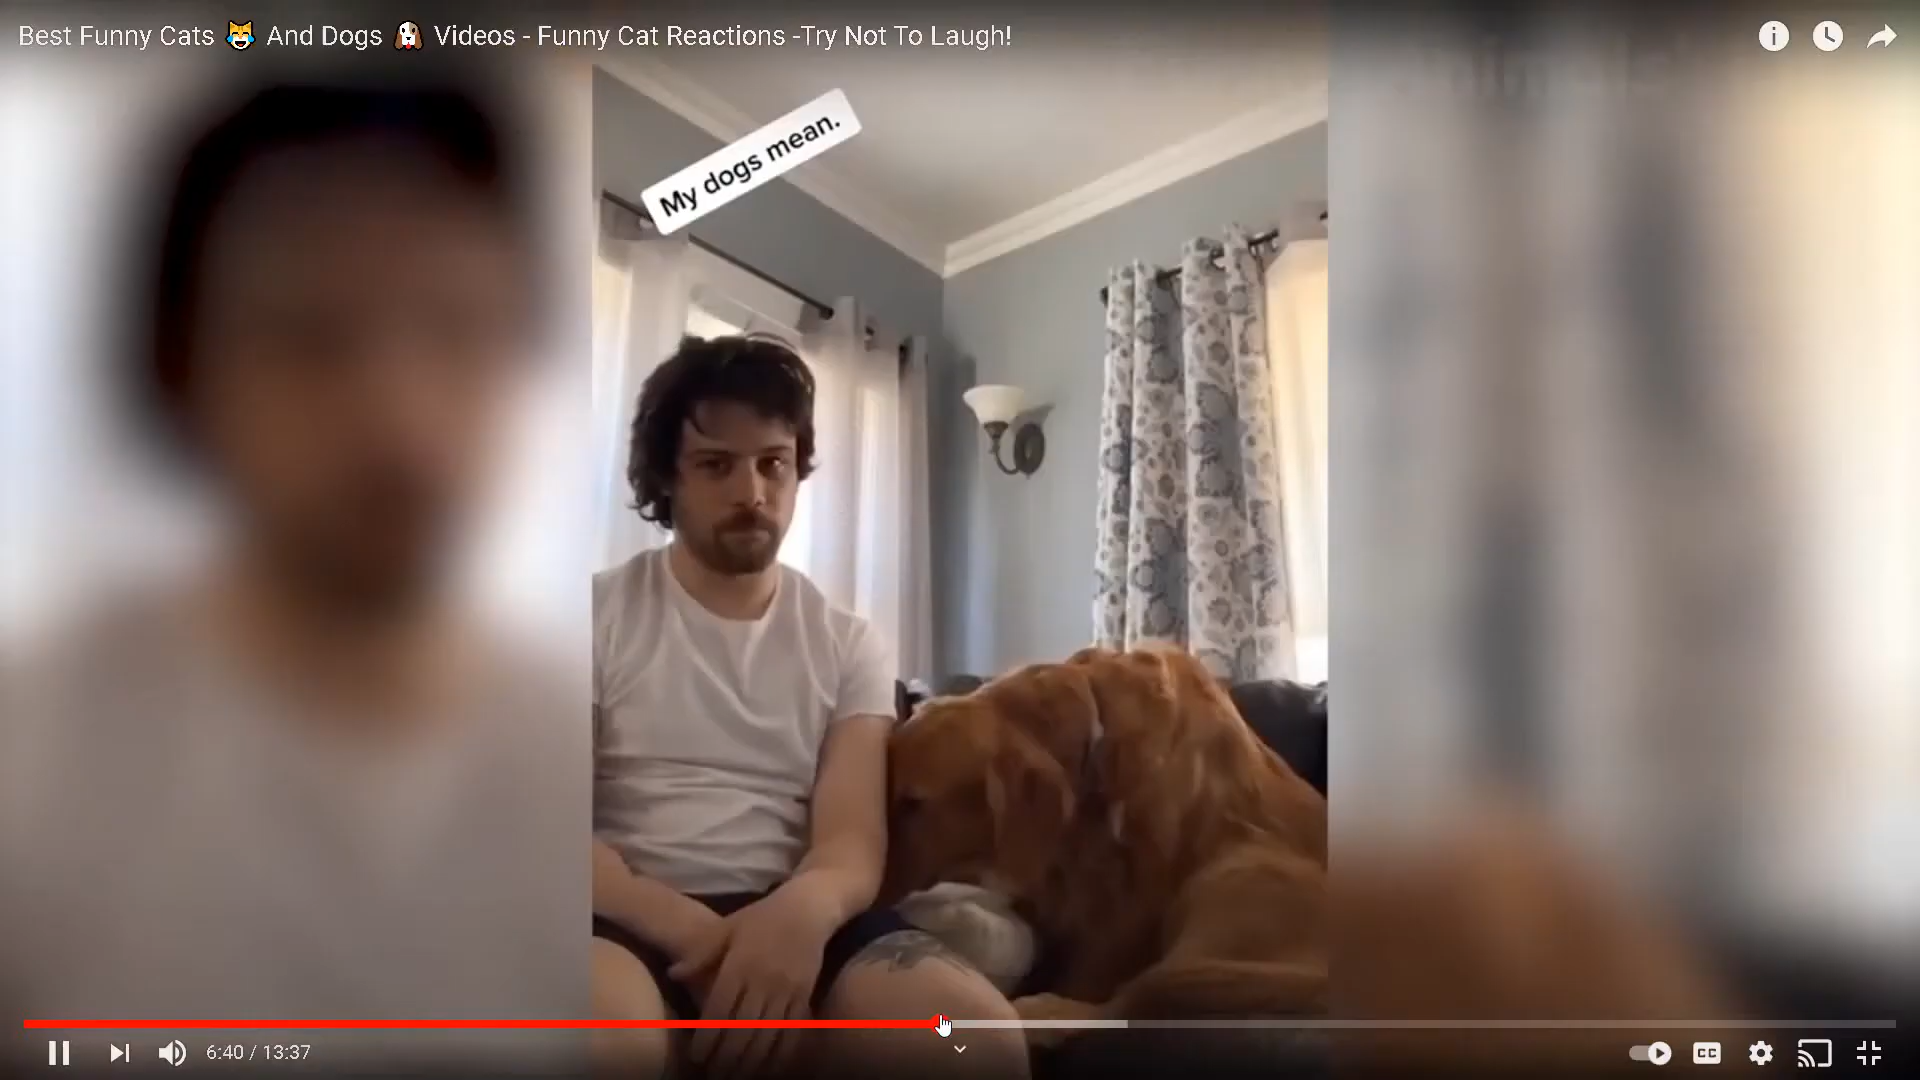 Best Funny Cats 😹 And Dogs 🐶 Videos - Funny Cat Reactions -Try Not To Laugh!
My dogs mean.
6:40 / 13:37
CC